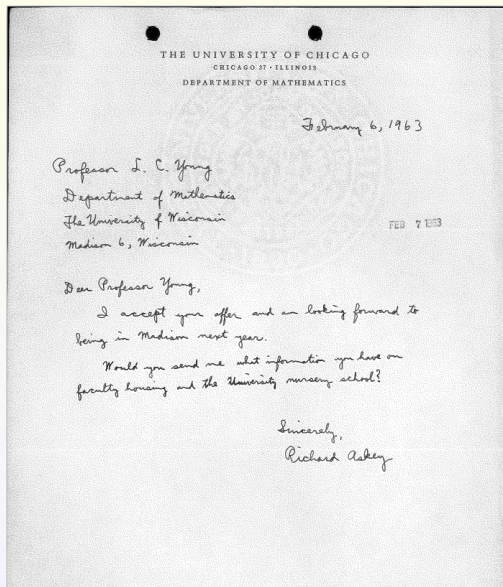 THE UNIVERSITY OF CHICAGO
CHICAGO 37 · ILLINOIS
DEPARTMENT OF MATHEMATICS
February 6, 1963
Professor L. C. Young
Department of Mathematics
The University of Wisconsin
Madison 6, Wisconsin
FEB 7 1963
Dear Professor Young,
I accept your offer and am looking forward to
being in Madison next year.
Would you send me what information you have on
faculty housing and the University nursery school?
Sincerely,
Richard Askey